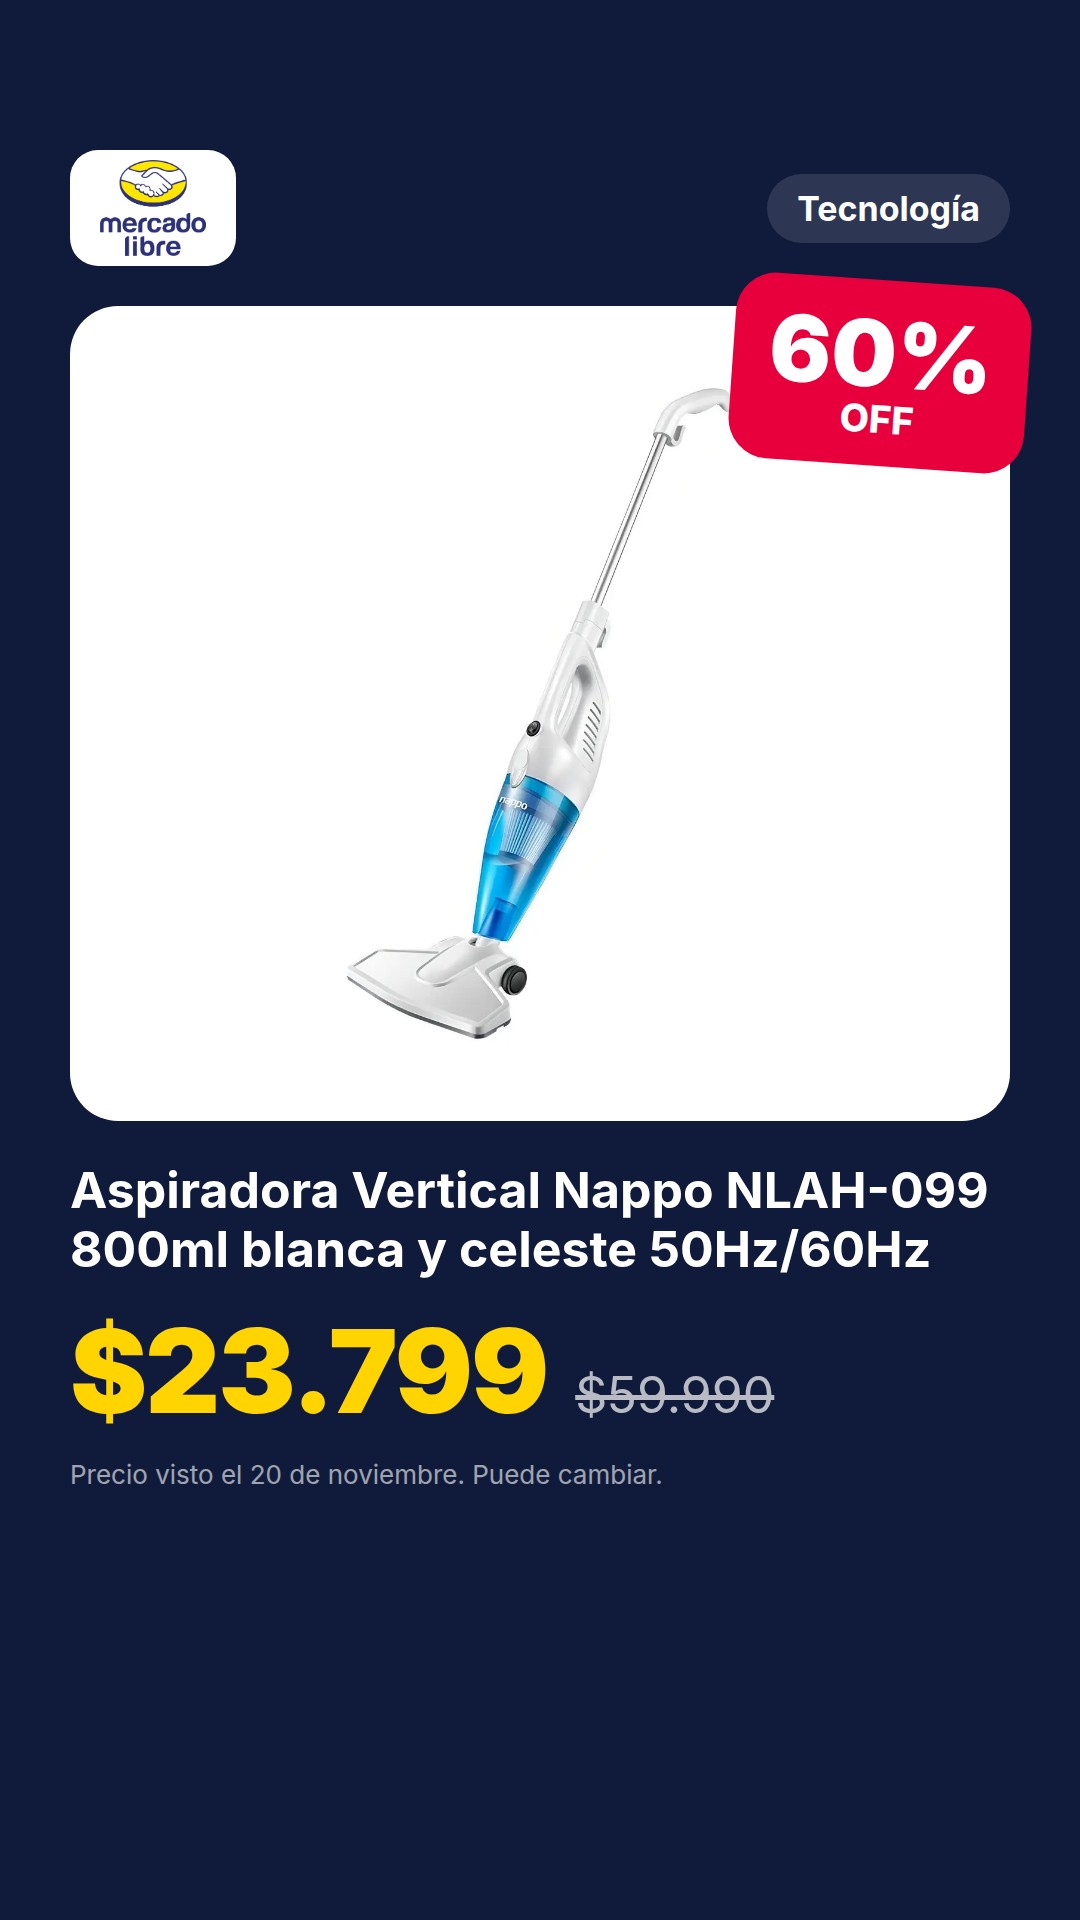 mercado
libre
Tecnología
60%
OFF
nappo
Aspiradora Vertical Nappo NLAH-099
800ml blanca y celeste 50Hz/60Hz
$23.799 $59.990
Precio visto el 20 de noviembre. Puede cambiar.